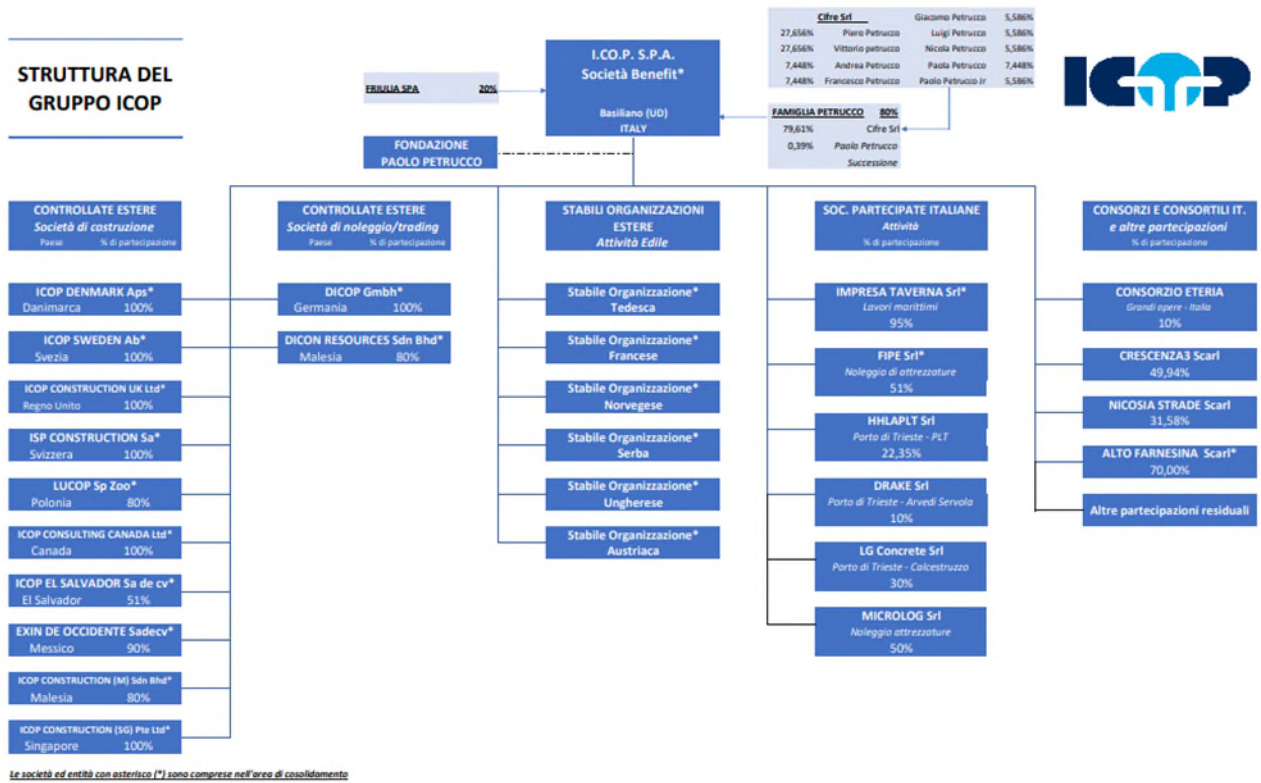 STRUTTURA DEL
GRUPPO ICOP
FRIULIA SPA 20%
I.CO.P. S.P.A.
Società Benefit*
Basiliano (UD)
ITALY
Cifre Srl Giacomo Petrucco 5,586%
27,656% Piero Petrucco Luigi Petrucco 5,586%
27,656% Vittorio petrucco Nicola Petrucco 5,586%
7,448% Andrea Petrucco Paola Petrucco 7,448%
7,448% Francesco Petrucco Paolo Petrucco Jr 5,586%
ICOP
FAMIGLIA PETRUCCO 80%
79,61% Cifre Srl
0,39% Paolo Petrucco
Successione
FONDAZIONE
PAOLO PETRUCCO
CONTROLLATE ESTERE
Società di costruzione
Paese % di partecipazione
ICOP DENMARK Aps*
Danimarca 100%
ICOP SWEDEN Ab*
Svezia 100%
ICOP CONSTRUCTION UK Ltd*
Regno Unito 100%
ISP CONSTRUCTION Sa*
Svizzera 100%
LUCOP Sp Zoo*
Polonia 80%
ICOP CONSULTING CANADA Ltd*
Canada 100%
ICOP EL SALVADOR Sa de cv*
El Salvador 51%
EXIN DE OCCIDENTE Sadecv*
Messico 90%
ICOP CONSTRUCTION (M) Sdn Bhd*
Malesia 80%
ICOP CONSTRUCTION (SG) Pte Ltd*
Singapore 100%
CONTROLLATE ESTERE
Società di noleggio/trading
Paese % di partecipazione
DICOP Gmbh*
Germania 100%
DICON RESOURCES Sdn Bhd*
Malesia 80%
STABILI ORGANIZZAZIONI
ESTERE
Attività Edile
Stabile Organizzazione*
Tedesca
Stabile Organizzazione*
Francese
Stabile Organizzazione*
Norvegese
Stabile Organizzazione*
Serba
Stabile Organizzazione*
Ungherese
Stabile Organizzazione*
Austriaca
SOC. PARTECIPATE ITALIANE
Attività
% di partecipazione
IMPRESA TAVERNA Srl*
Lavori marittimi
95%
FIPE Srl*
Noleggio di attrezzature
51%
HHLAPLT Srl
Porto di Trieste - PLT
22,35%
DRAKE Srl
Porto di Trieste - Arvedi Servola
10%
LG Concrete Srl
Porto di Trieste - Calcestruzzo
30%
MICROLOG Srl
Noleggio attrezzature
50%
CONSORZI E CONSORTILI IT.
e altre partecipazioni
% di partecipazione
CONSORZIO ETERIA
Grandi opere - Italia
10%
CRESCENZA3 Scarl
49,94%
NICOSIA STRADE Scarl
31,58%
ALTO FARNESINA Scarl*
70,00%
Altre partecipazioni residuali
Le società ed entità con asterisco (*) sono comprese nell'area di cosolidamento